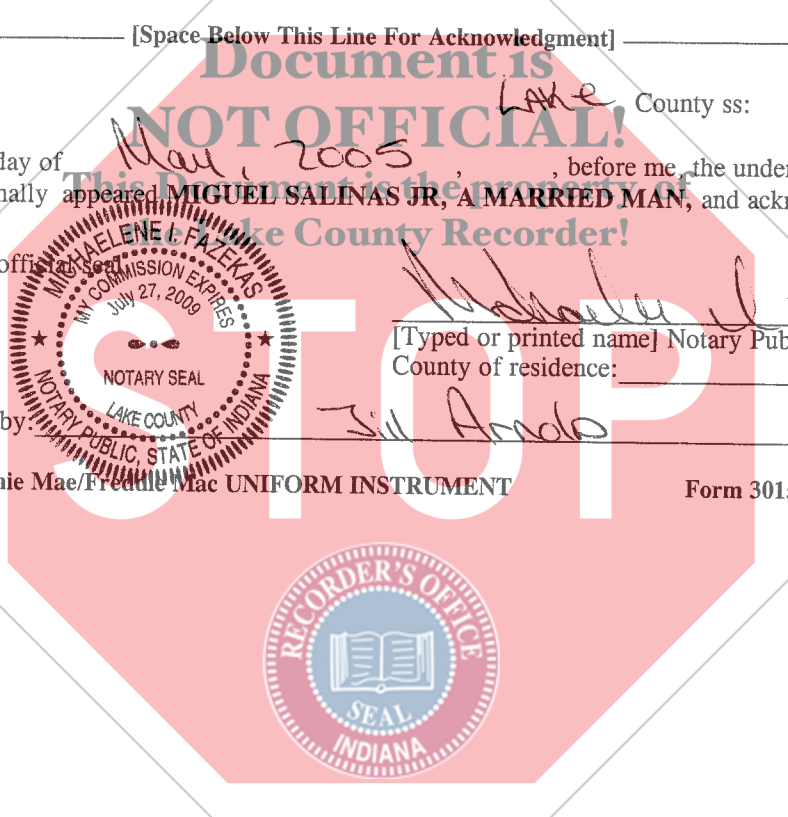 [Space Below This Line For Acknowledgment]
Document is
LAKe County ss:
NOT OFFICIAL!
day of May, 2005 , , before me, the under
This Document is the property of
nally appeared MIGUEL SALINAS JR, A MARRIED MAN, and ackn
the Lake County Recorder!
official seal.
MICHAELENE I FAZEKAS
MY COMMISSION EXPIRES
July 27, 2009
NOTARY SEAL
LAKE COUNTY
NOTARY PUBLIC, STATE OF INDIANA
STOP
[Typed or printed name] Notary Pub
County of residence:
by: Jill Arnold
nie Mae/Freddie Mac UNIFORM INSTRUMENT Form 301
RECORDER'S OFFICE
SEAL
INDIANA